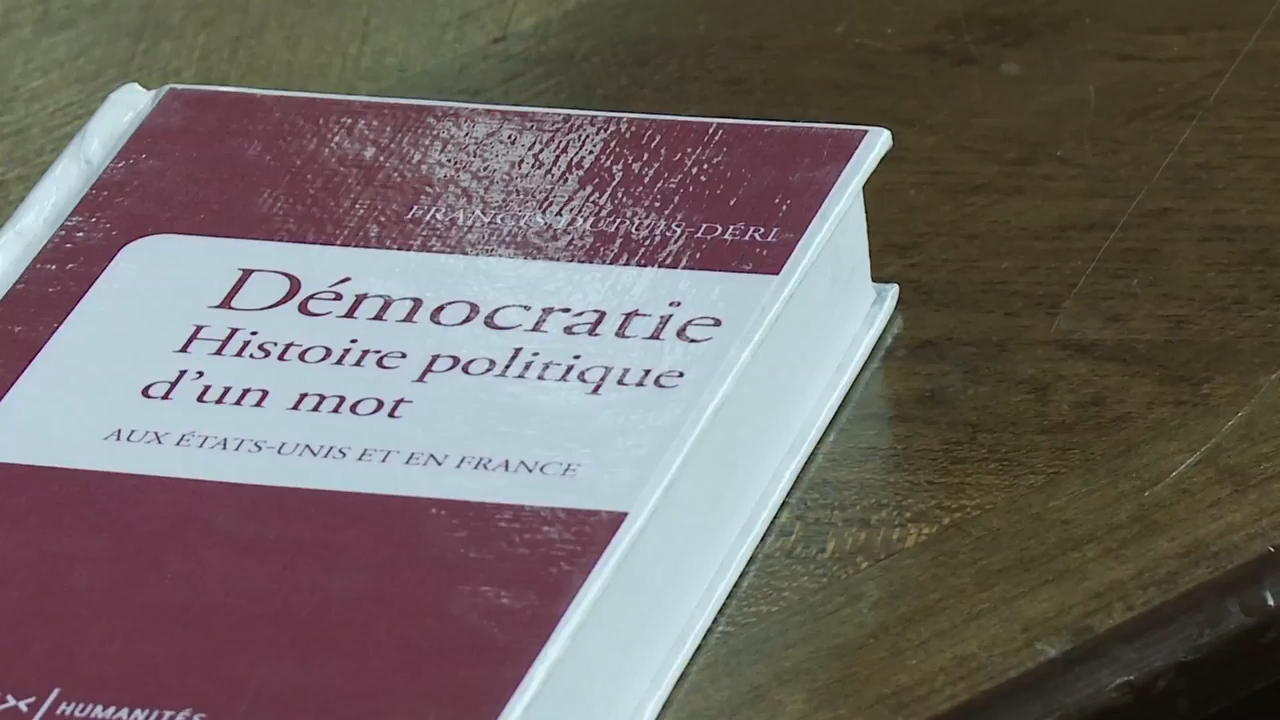 FRANCIS DUPUIS-DÉRI
Démocratie
Histoire politique
d'un mot
AUX ÉTATS-UNIS ET EN FRANCE
HUMANITÉS